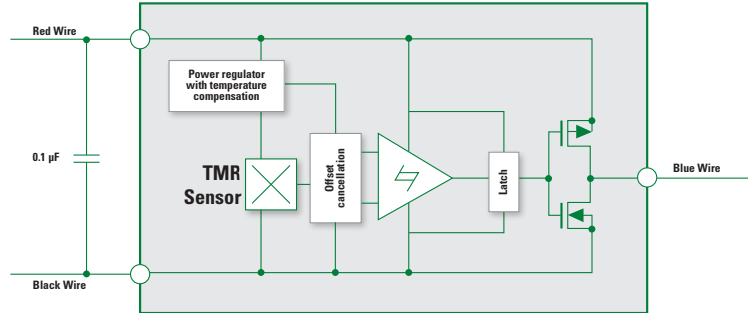 Red Wire
Power regulator
with temperature
compensation
0.1 µF
TMR
Sensor
Offset
cancellation
Latch
Blue Wire
Black Wire